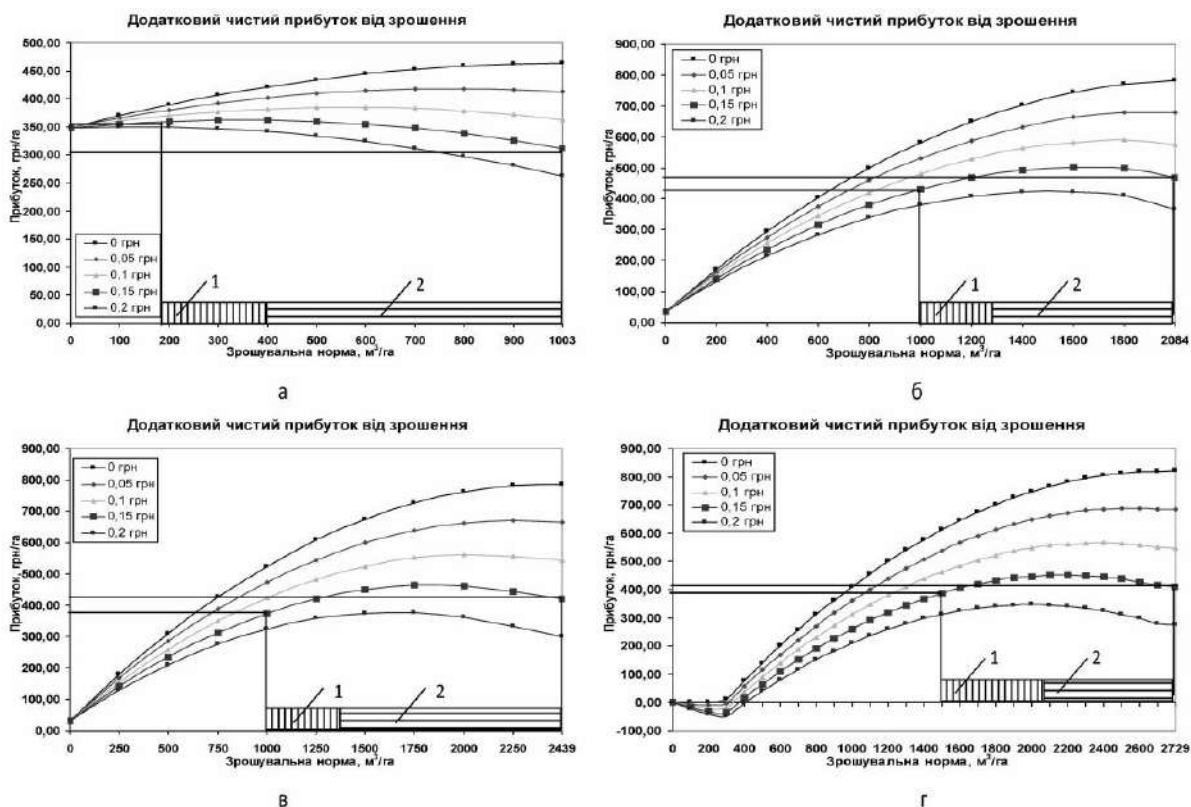 Додатковий чистий прибуток від зрошення
Прибуток, грн/га
500,00
450,00
400,00
350,00
300,00
250,00
200,00
150,00
100,00
50,00
0,00
0 грн
0,05 грн
0,1 грн
0,15 грн
0,2 грн
1
2
0 100 200 300 400 500 600 700 800 900 1003
Зрошувальна норма, м³/га
а
Додатковий чистий прибуток від зрошення
Прибуток, грн/га
900,00
800,00
700,00
600,00
500,00
400,00
300,00
200,00
100,00
0,00
0 грн
0,05 грн
0,1 грн
0,15 грн
0,2 грн
1
2
0 200 400 600 800 1000 1200 1400 1600 1800 2084
Зрошувальна норма, м³/га
б
Додатковий чистий прибуток від зрошення
Прибуток, грн/га
900,00
800,00
700,00
600,00
500,00
400,00
300,00
200,00
100,00
0,00
0 грн
0,05 грн
0,1 грн
0,15 грн
0,2 грн
1
2
0 250 500 750 1000 1250 1500 1750 2000 2250 2439
Зрошувальна норма, м³/га
в
Додатковий чистий прибуток від зрошення
Прибуток, грн/га
900,00
800,00
700,00
600,00
500,00
400,00
300,00
200,00
100,00
0,00
-100,00
0 грн
0,05 грн
0,1 грн
0,15 грн
0,2 грн
1
2
0 200 400 600 800 1000 1200 1400 1600 1800 2000 2200 2400 2600 2729
Зрошувальна норма, м³/га
г